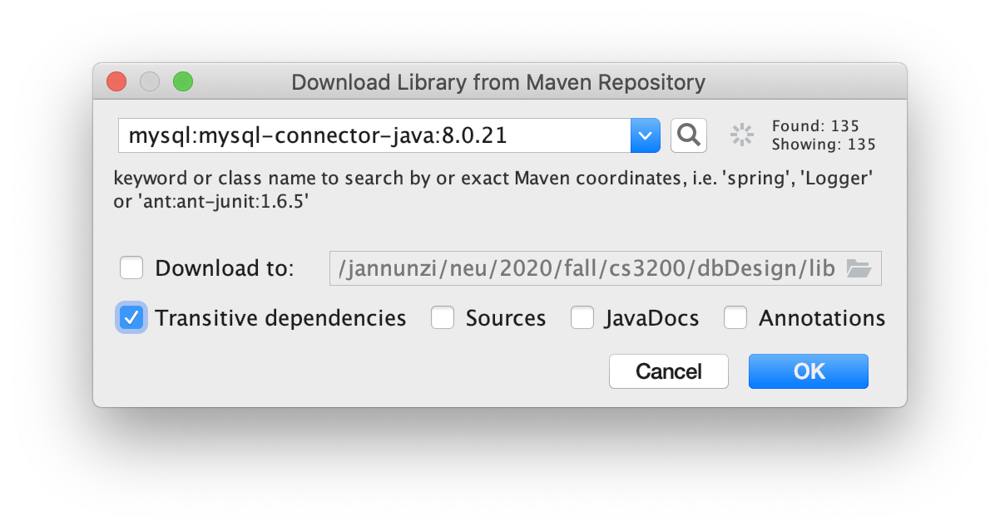 Download Library from Maven Repository
mysql:mysql-connector-java:8.0.21
Found: 135
Showing: 135
keyword or class name to search by or exact Maven coordinates, i.e. 'spring', 'Logger'
or 'ant:ant-junit:1.6.5'
Download to: /jannunzi/neu/2020/fall/cs3200/dbDesign/lib
Transitive dependencies Sources JavaDocs Annotations
Cancel OK